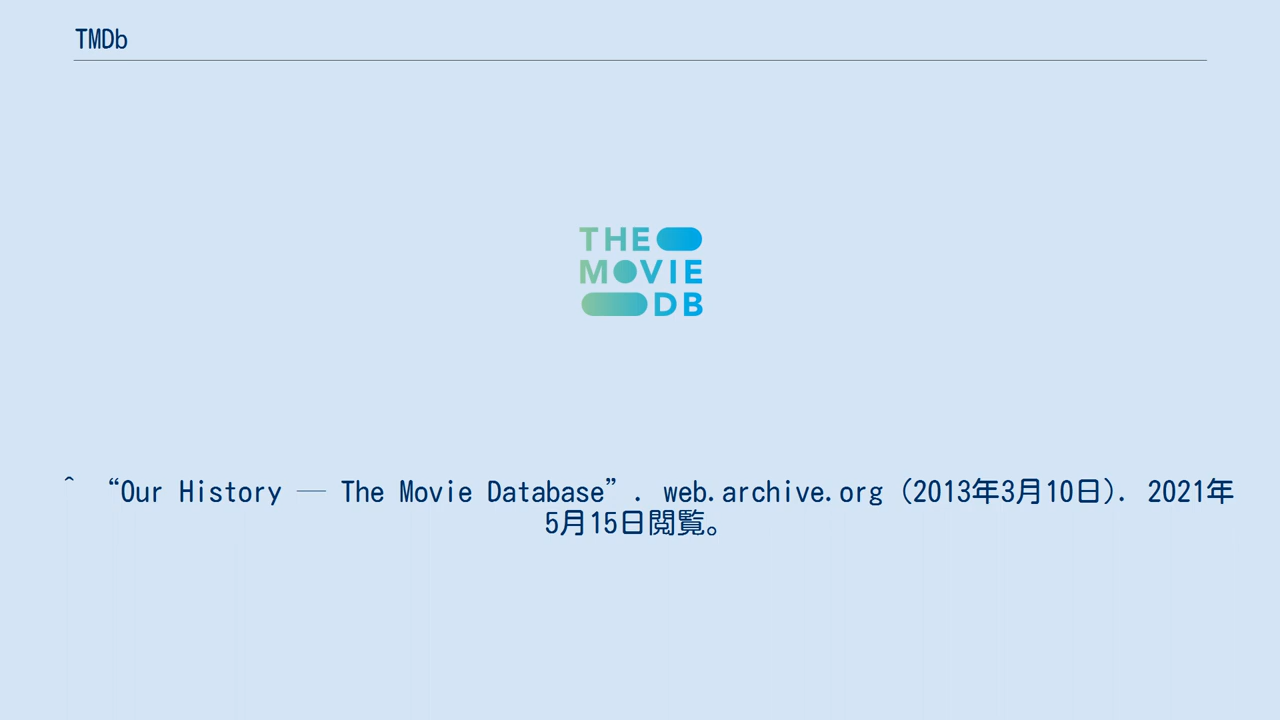 TMDb
THE
MOVIE
DB
^ “Our History — The Movie Database”. web.archive.org (2013年3月10日). 2021年
5月15日閲覧。